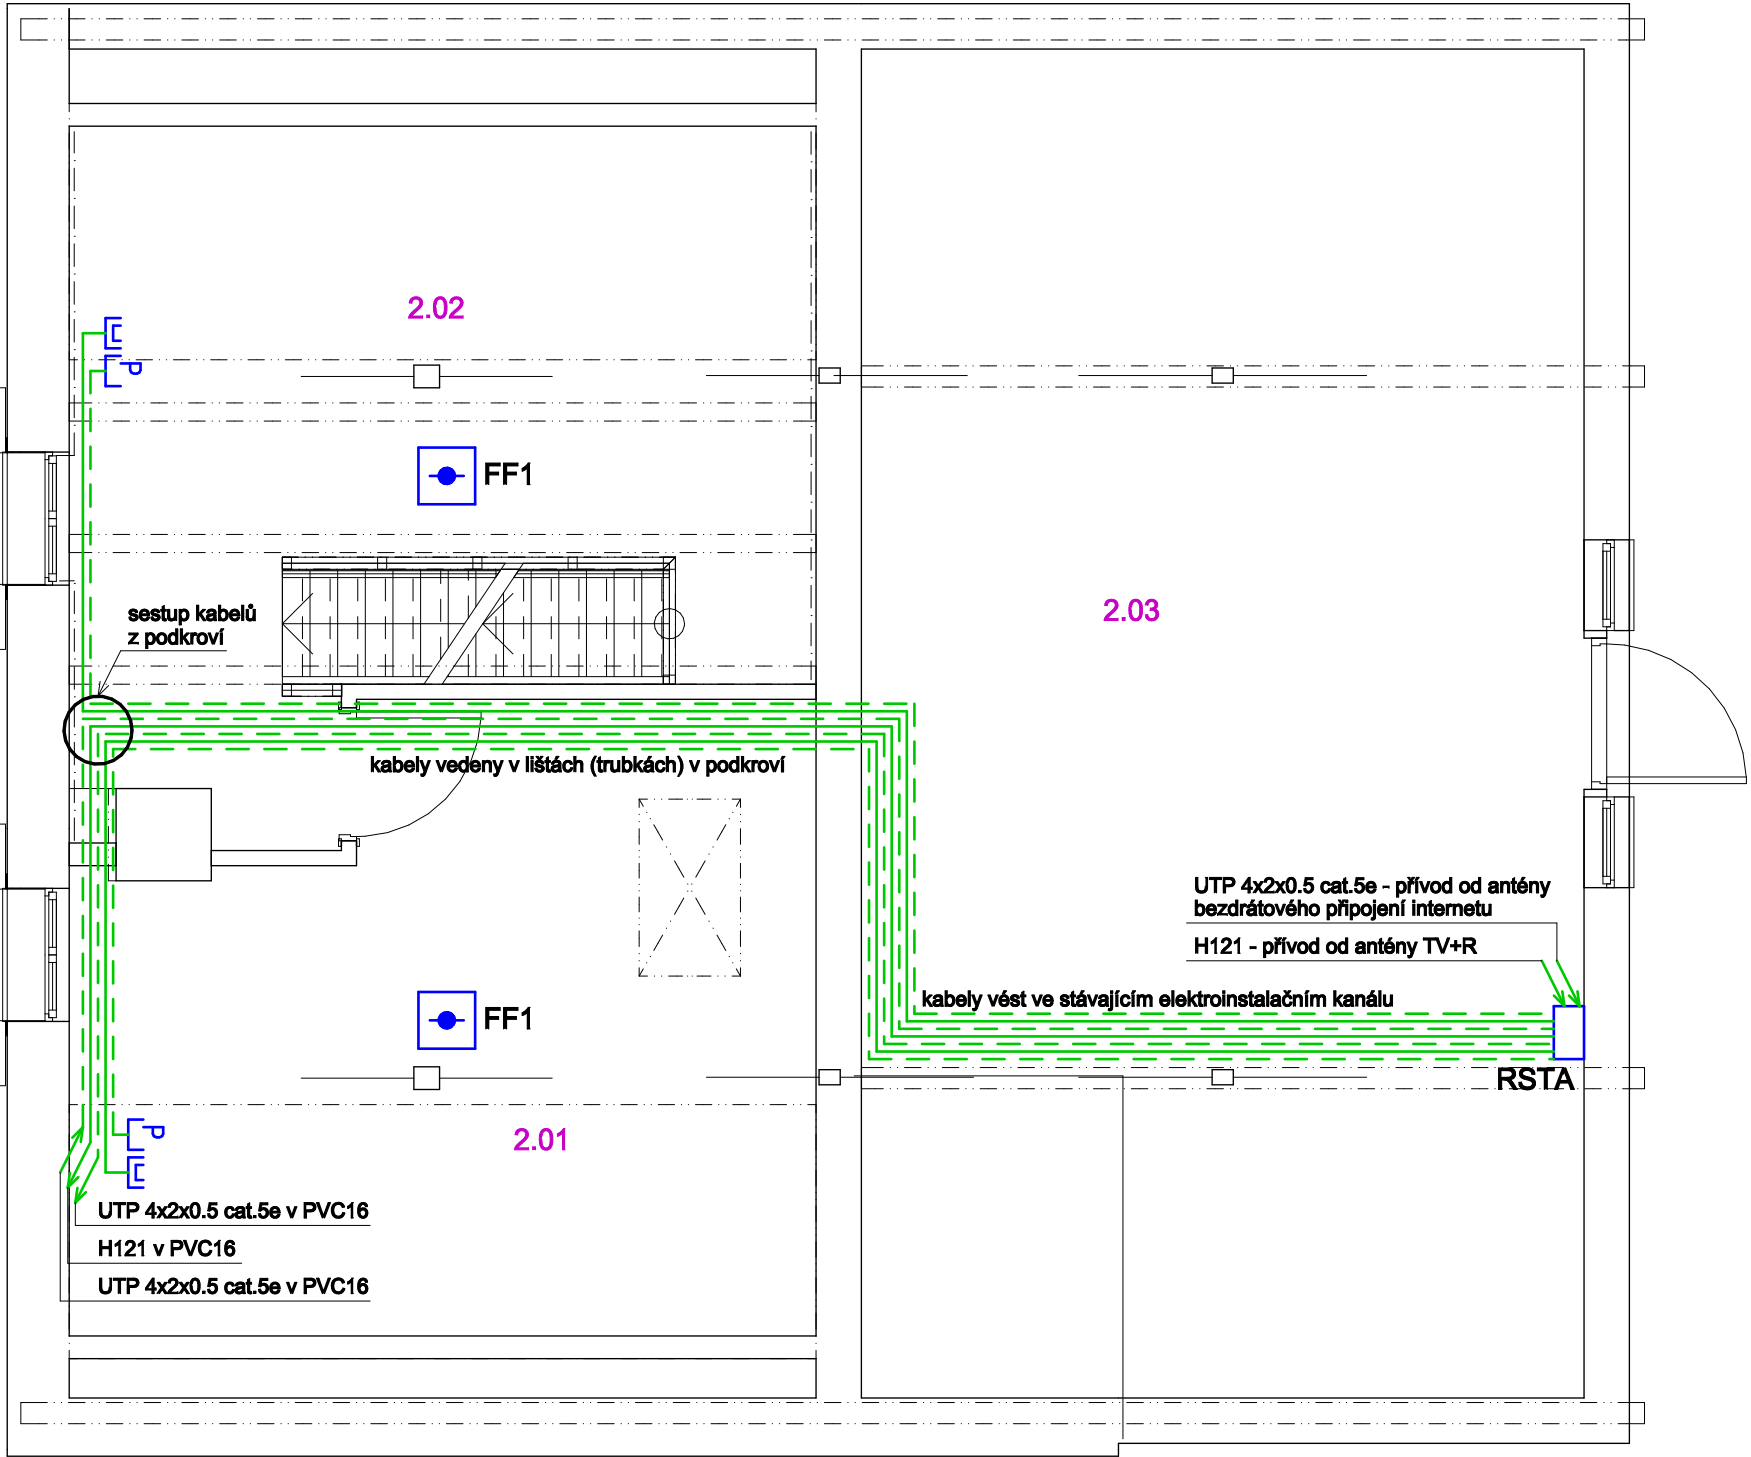 2.02
P
FF1
sestup kabelů
z podkroví
2.03
kabely vedeny v lištách (trubkách) v podkroví
UTP 4x2x0.5 cat.5e - přívod od antény
bezdrátového připojení internetu
H121 - přívod od antény TV+R
kabely vést ve stávajícím elektroinstalačním kanálu
FF1
RSTA
P
2.01
UTP 4x2x0.5 cat.5e v PVC16
H121 v PVC16
UTP 4x2x0.5 cat.5e v PVC16